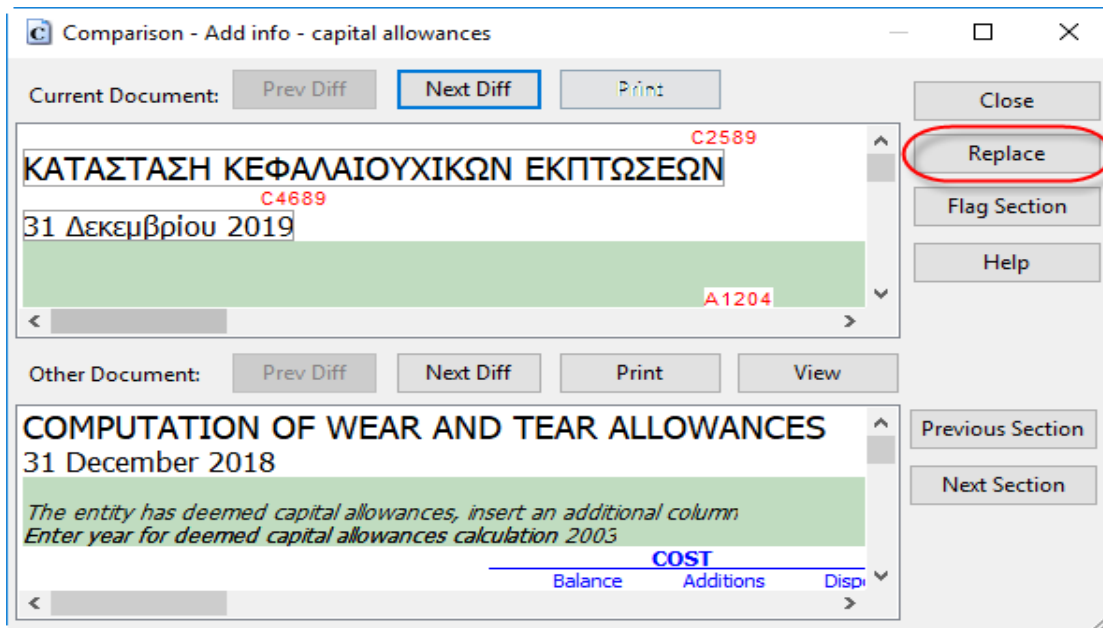 Comparison - Add info - capital allowances
Current Document: Prev Diff Next Diff Print
Close
Replace
Flag Section
Help
C2589
ΚΑΤΑΣΤΑΣΗ ΚΕΦΑΛΑΙΟΥΧΙΚΩΝ ΕΚΠΤΩΣΕΩΝ
C4689
31 Δεκεμβρίου 2019
A1204
Other Document: Prev Diff Next Diff Print View
COMPUTATION OF WEAR AND TEAR ALLOWANCES
31 December 2018
The entity has deemed capital allowances, insert an additional column
Enter year for deemed capital allowances calculation 2003
COST
Balance Additions Disp
Previous Section
Next Section